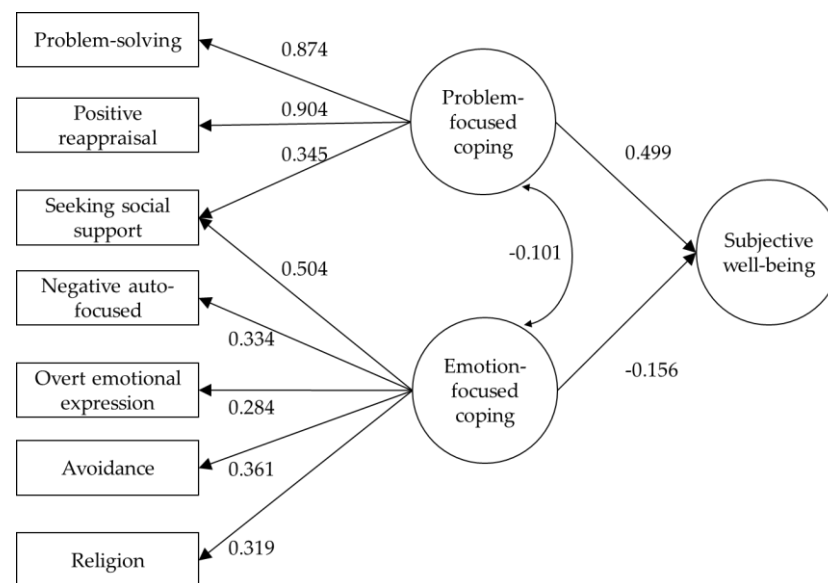 Problem-solving
0.874
Positive
reappraisal
0.904
0.345
Seeking social
support
0.504
Negative auto-
focused
0.334
Overt emotional
expression
0.284
Avoidance
0.361
Religion
0.319
Problem-
focused
coping
-0.101
Emotion-
focused
coping
0.499
-0.156
Subjective
well-being